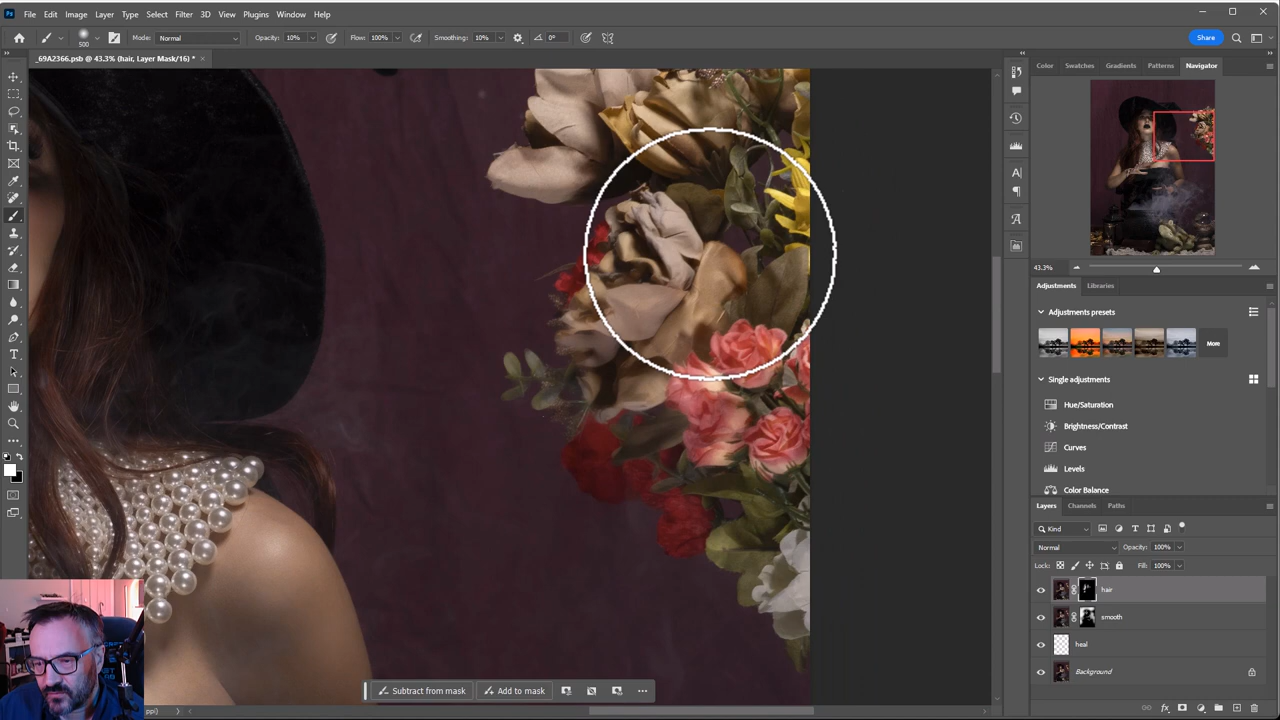 File Edit Image Layer Type Select Filter 3D View Plugins Window Help
500 Mode: Normal Opacity: 10% Flow: 100% Smoothing: 10% 0° Share
_69A2366.psb @ 43.3% (hair, Layer Mask/16) *
Color Swatches Gradients Patterns Navigator
43.3%
Adjustments Libraries
Adjustments presets
More
Single adjustments
Hue/Saturation
Brightness/Contrast
Curves
Levels
Color Balance
Layers Channels Paths
Kind
Normal Opacity: 100%
Lock: Fill: 100%
hair
smooth
heal
Background
Subtract from mask Add to mask
ppi)